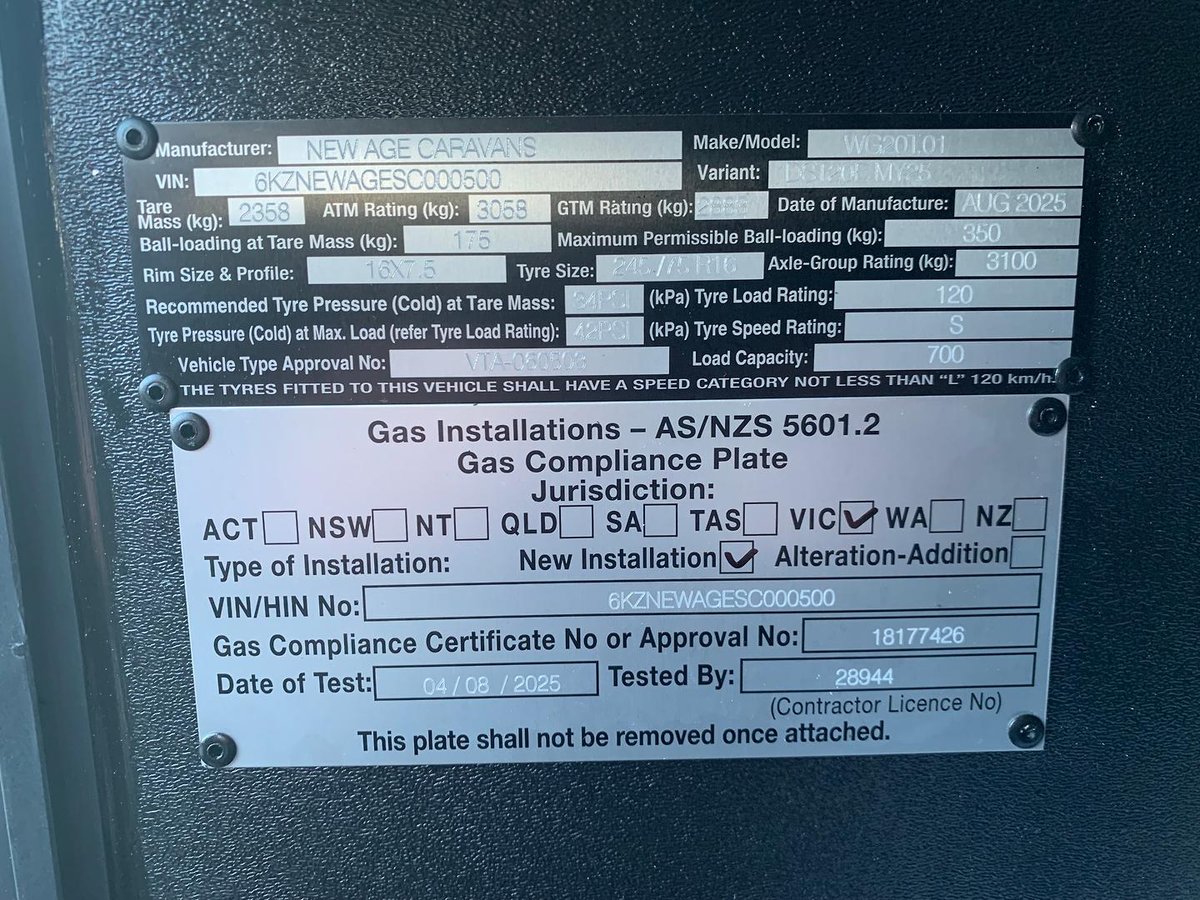 Manufacturer: NEW AGE CARAVANS Make/Model: WG20T.01
VIN: 6KZNEWAGESC000500 Variant:
Tare Mass (kg): 2358 ATM Rating (kg): 3058 GTM Rating (kg): Date of Manufacture: AUG 2025
Ball-loading at Tare Mass (kg): 175 Maximum Permissible Ball-loading (kg): 350
Rim Size & Profile: 16X7.5 Tyre Size: 245/75 R16 Axle-Group Rating (kg): 3100
Recommended Tyre Pressure (Cold) at Tare Mass: 34PCI (kPa) Tyre Load Rating: 120
Tyre Pressure (Cold) at Max. Load (refer Tyre Load Rating): 42PCI (kPa) Tyre Speed Rating: S
Vehicle Type Approval No: Load Capacity: 700
THE TYRES FITTED TO THIS VEHICLE SHALL HAVE A SPEED CATEGORY NOT LESS THAN “L” 120 km/h.
Gas Installations – AS/NZS 5601.2
Gas Compliance Plate
Jurisdiction:
ACT NSW NT QLD SA TAS VIC WA NZ
Type of Installation: New Installation Alteration-Addition
VIN/HIN No: 6KZNEWAGESC000500
Gas Compliance Certificate No or Approval No: 18177426
Date of Test: 04 / 08 / 2025 Tested By: 28944
(Contractor Licence No)
This plate shall not be removed once attached.